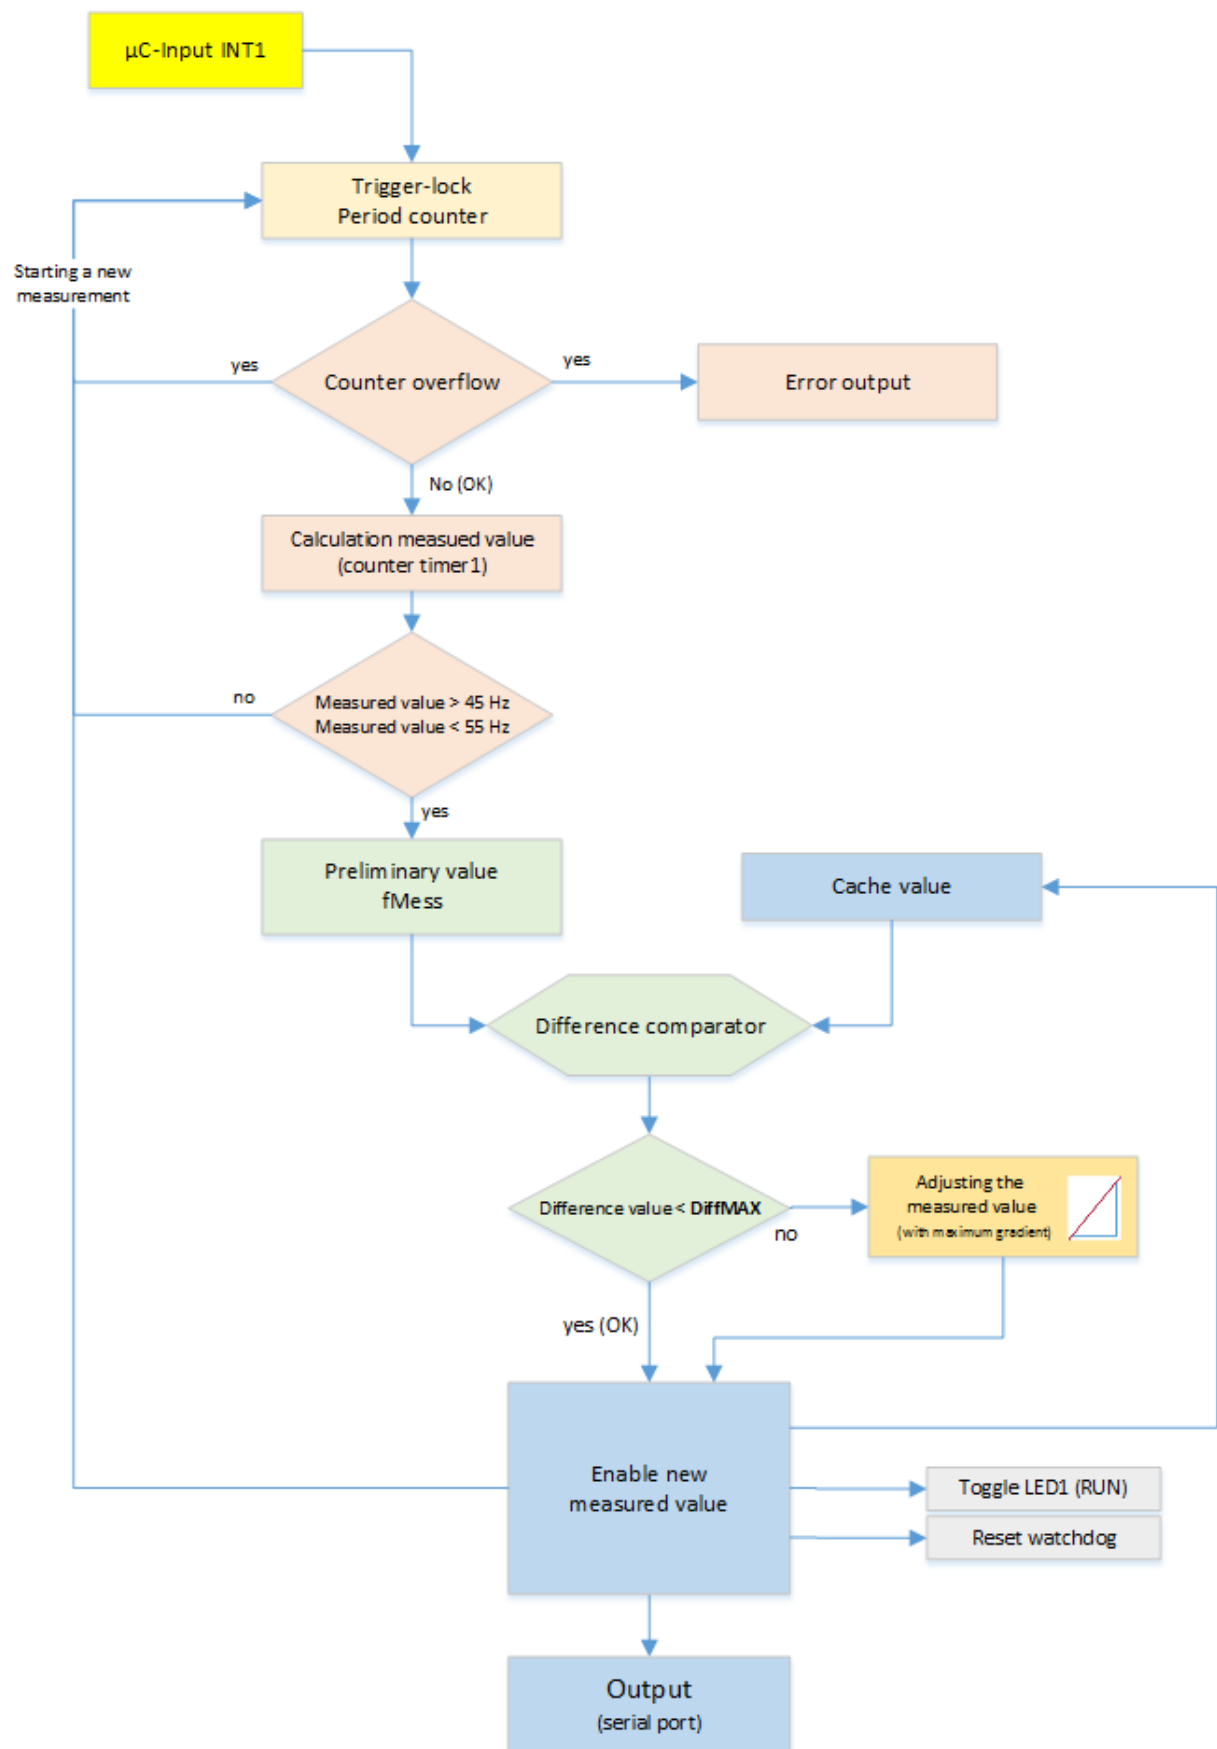 µC-Input INT1
Trigger-lock
Period counter
Starting a new
measurement
yes
Counter overflow
yes
Error output
No (OK)
Calculation measued value
(counter timer1)
no
Measured value > 45 Hz
Measured value < 55 Hz
yes
Preliminary value
fMess
Cache value
Difference comparator
Difference value < DiffMAX
no
Adjusting the
measured value
(with maximum gradient)
yes (OK)
Enable new
measured value
Toggle LED1 (RUN)
Reset watchdog
Output
(serial port)